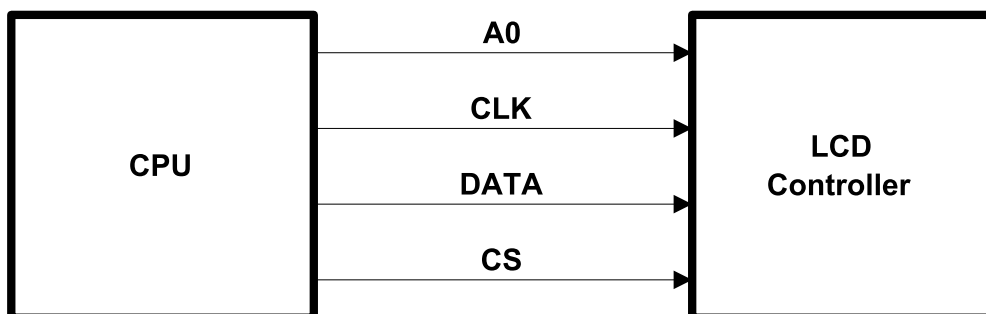 A0
CLK
CPU
LCD
Controller
DATA
CS